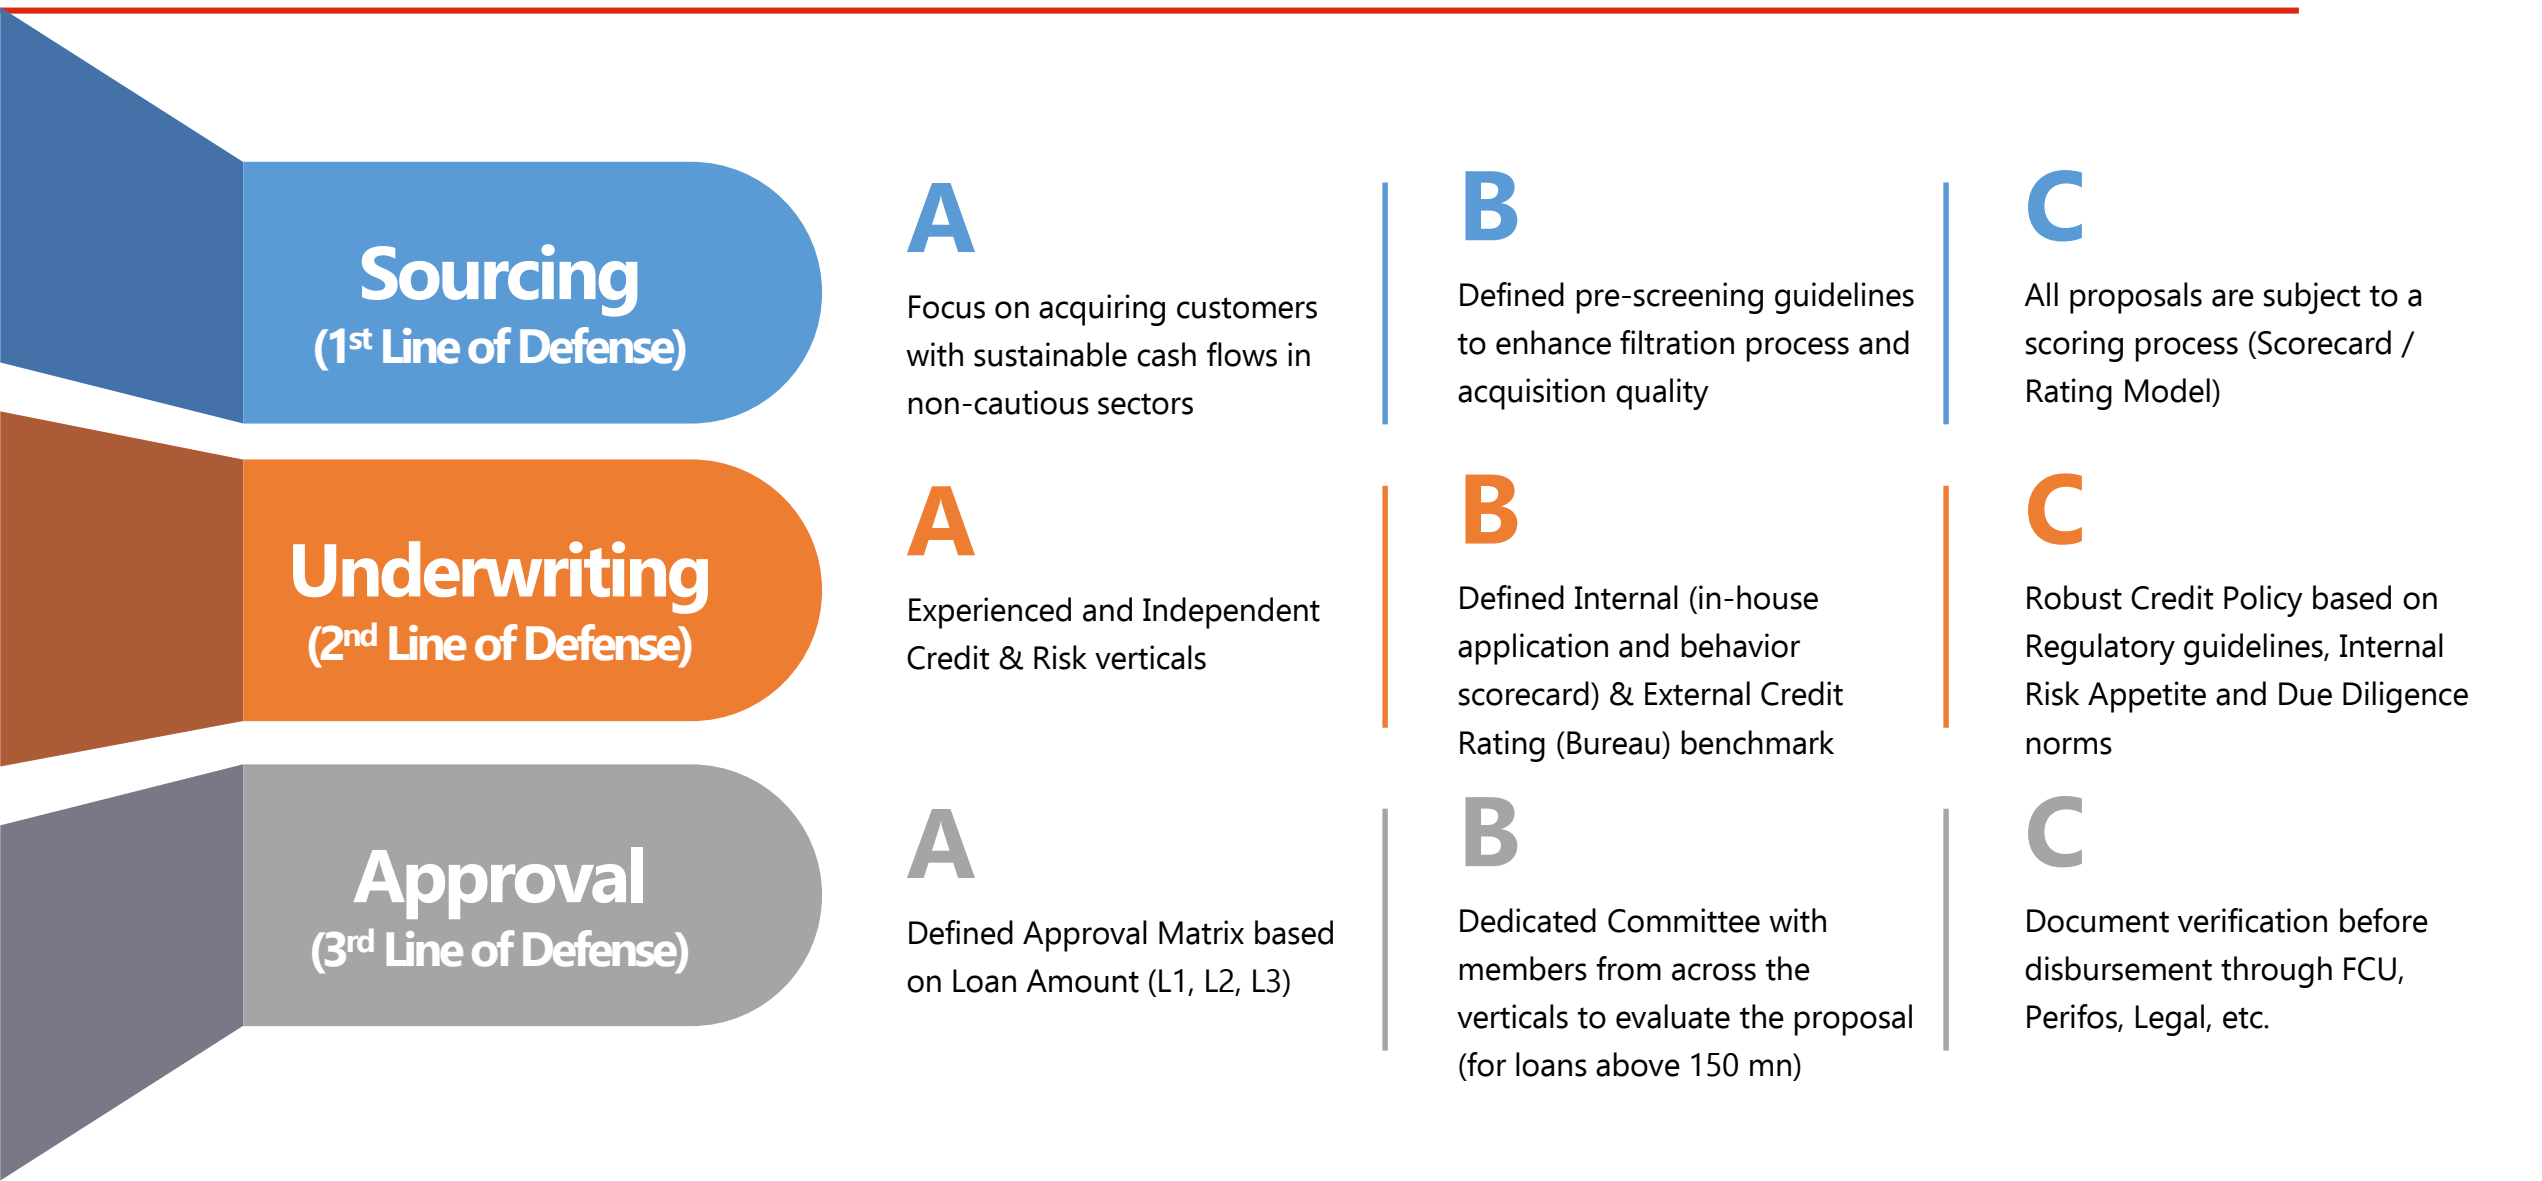 Sourcing
(1st Line of Defense)
A
Focus on acquiring customers
with sustainable cash flows in
non-cautious sectors
B
Defined pre-screening guidelines
to enhance filtration process and
acquisition quality
C
All proposals are subject to a
scoring process (Scorecard /
Rating Model)
Underwriting
(2nd Line of Defense)
A
Experienced and Independent
Credit & Risk verticals
B
Defined Internal (in-house
application and behavior
scorecard) & External Credit
Rating (Bureau) benchmark
C
Robust Credit Policy based on
Regulatory guidelines, Internal
Risk Appetite and Due Diligence
norms
Approval
(3rd Line of Defense)
A
Defined Approval Matrix based
on Loan Amount (L1, L2, L3)
B
Dedicated Committee with
members from across the
verticals to evaluate the proposal
(for loans above 150 mn)
C
Document verification before
disbursement through FCU,
Perifos, Legal, etc.